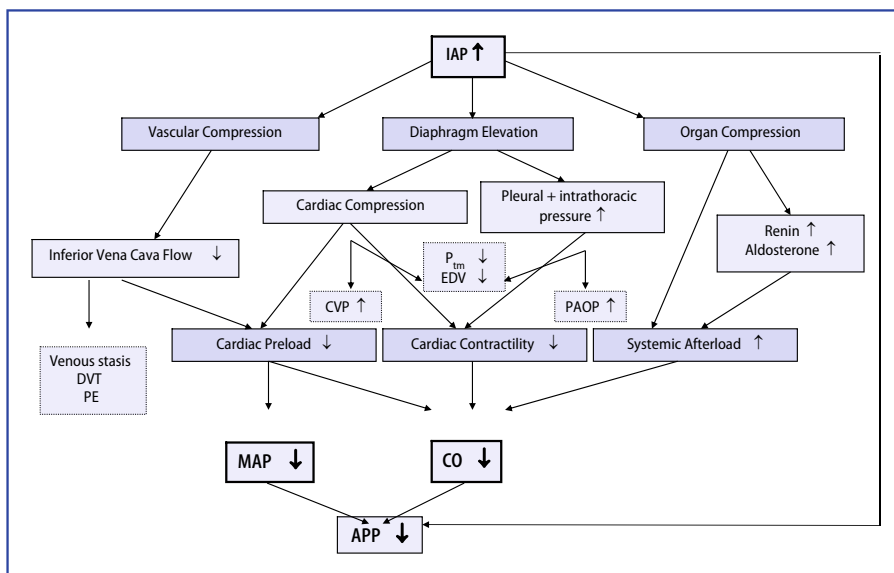 IAP ↑
Vascular Compression
Diaphragm Elevation
Organ Compression
Cardiac Compression
Pleural + intrathoracic
pressure ↑
Renin ↑
Aldosterone ↑
Inferior Vena Cava Flow ↓
Ptm ↓
EDV ↓
CVP ↑
PAOP ↑
Cardiac Preload ↓
Cardiac Contractility ↓
Systemic Afterload ↑
Venous stasis
DVT
PE
MAP ↓
CO ↓
APP ↓